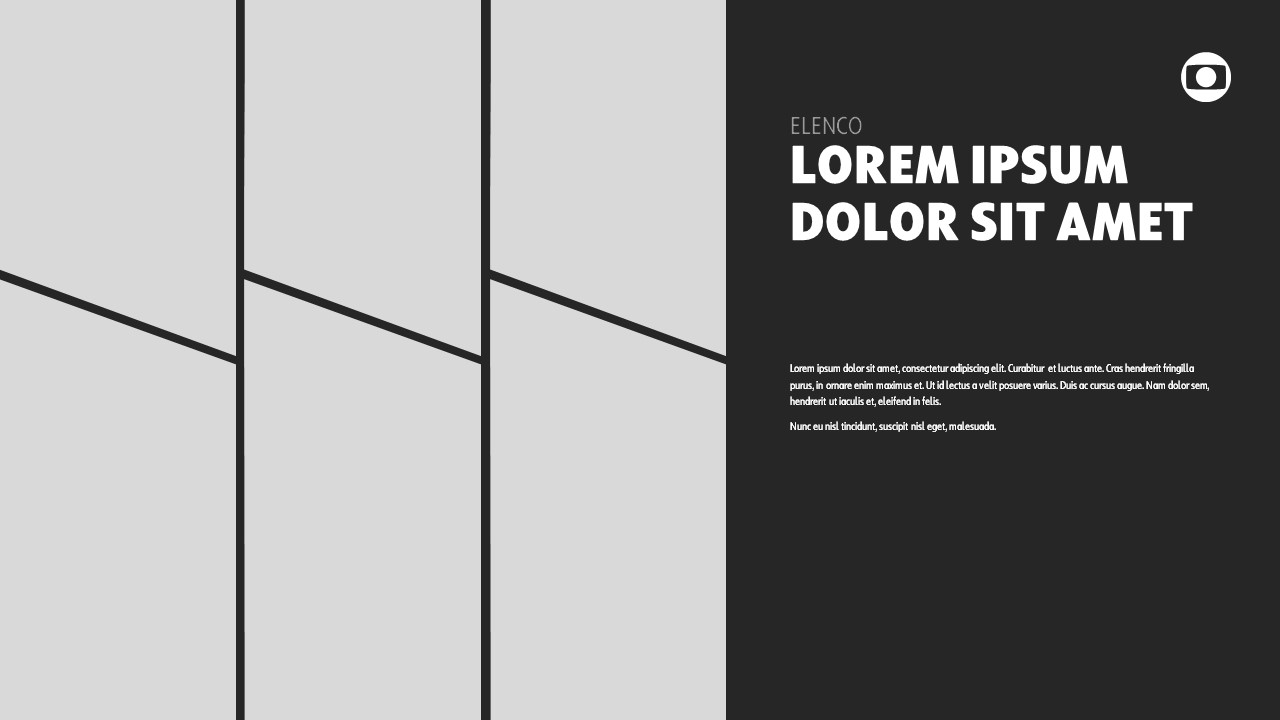 ELENCO
LOREM IPSUM
DOLOR SIT AMET
Lorem ipsum dolor sit amet, consectetur adipiscing elit. Curabitur et luctus ante. Cras hendrerit fringilla
purus, in ornare enim maximus et. Ut id lectus a velit posuere varius. Duis ac cursus augue. Nam dolor sem,
hendrerit ut iaculis et, eleifend in felis.
Nunc eu nisl tincidunt, suscipit nisl eget, malesuada.